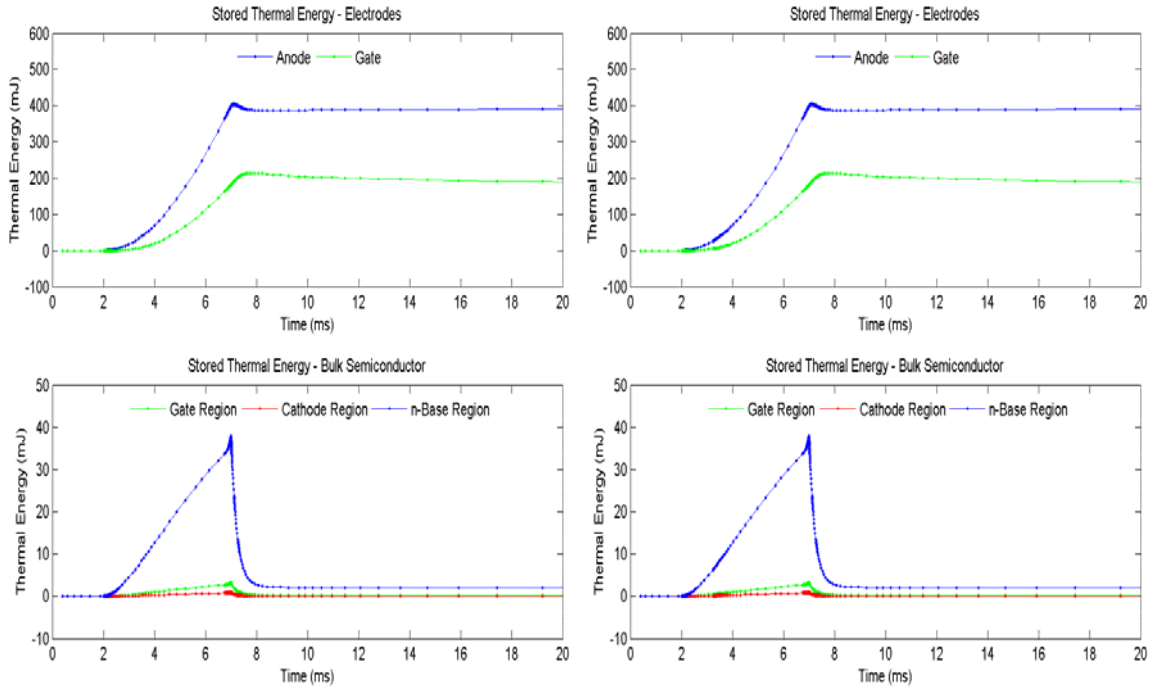 Stored Thermal Energy - Electrodes
Thermal Energy (mJ)
600
500
400
300
200
100
0
-100
Anode Gate
0 2 4 6 8 10 12 14 16 18 20
Time (ms)
Stored Thermal Energy - Electrodes
Thermal Energy (mJ)
600
500
400
300
200
100
0
-100
Anode Gate
0 2 4 6 8 10 12 14 16 18 20
Time (ms)
Stored Thermal Energy - Bulk Semiconductor
Thermal Energy (mJ)
50
40
30
20
10
0
-10
Gate Region Cathode Region n-Base Region
0 2 4 6 8 10 12 14 16 18 20
Time (ms)
Stored Thermal Energy - Bulk Semiconductor
Thermal Energy (mJ)
50
40
30
20
10
0
-10
Gate Region Cathode Region n-Base Region
0 2 4 6 8 10 12 14 16 18 20
Time (ms)